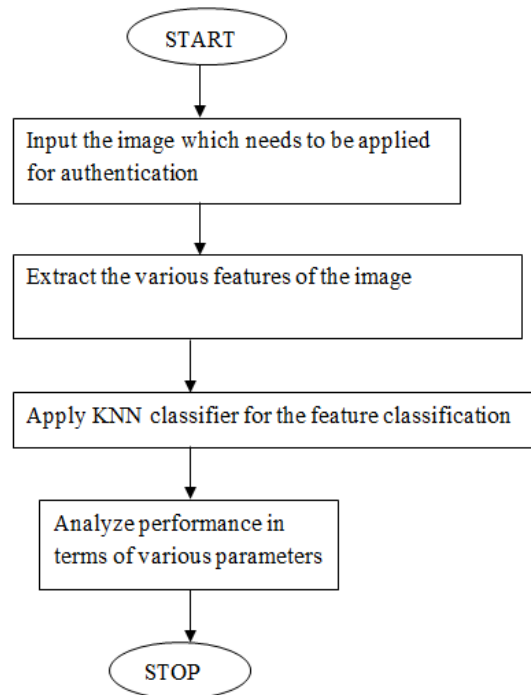 START
Input the image which needs to be applied
for authentication
Extract the various features of the image
Apply KNN classifier for the feature classification
Analyze performance in
terms of various parameters
STOP